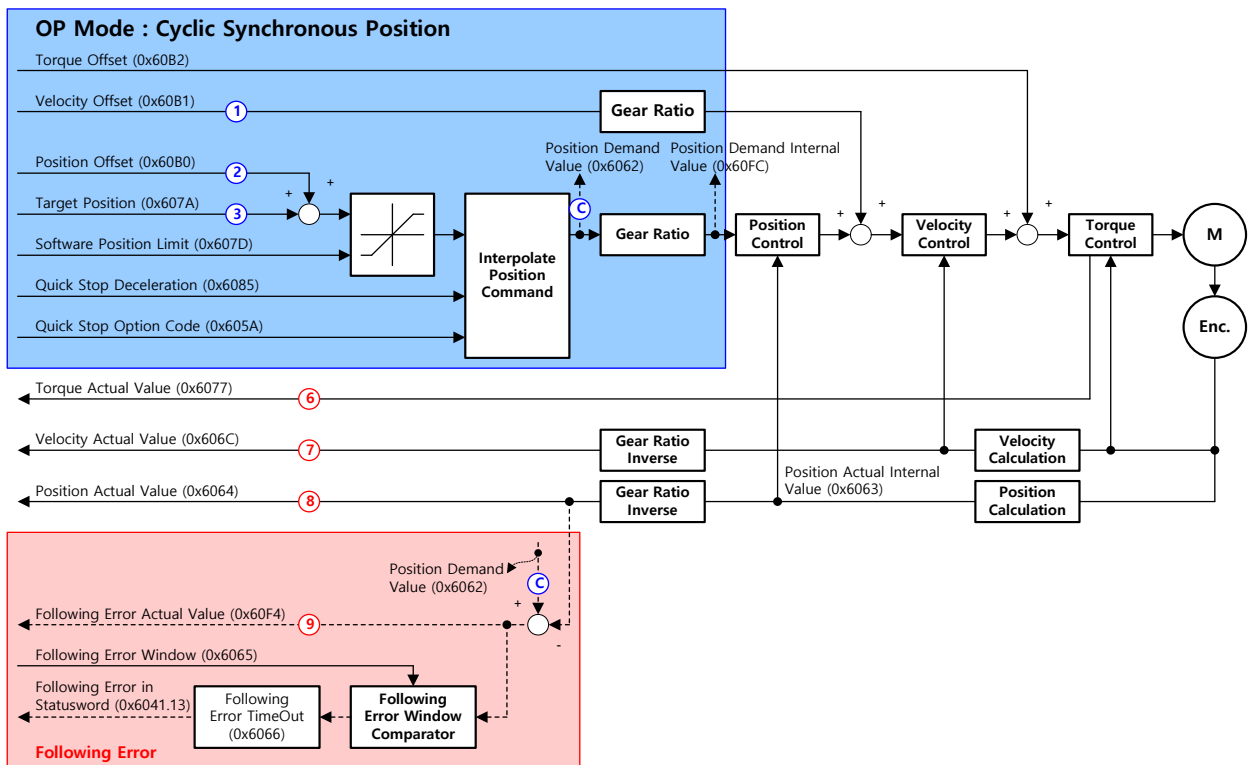 OP Mode : Cyclic Synchronous Position
Torque Offset (0x60B2)
Velocity Offset (0x60B1)
1
Gear Ratio
Position Demand
Value (0x6062)
Position Demand Internal
Value (0x60FC)
Position Offset (0x60B0)
2
+
+
Target Position (0x607A)
3
C
+
+
+
+
Software Position Limit (0x607D)
Gear Ratio
Position
Control
Velocity
Control
Torque
Control
M
Interpolate
Position
Command
Quick Stop Deceleration (0x6085)
Quick Stop Option Code (0x605A)
Enc.
Torque Actual Value (0x6077)
6
Velocity Actual Value (0x606C)
7
Gear Ratio
Inverse
Velocity
Calculation
Position Actual Value (0x6064)
8
Gear Ratio
Inverse
Position Actual Internal
Value (0x6063)
Position
Calculation
Position Demand
Value (0x6062)
C
+
-
Following Error Actual Value (0x60F4)
9
Following Error Window (0x6065)
Following Error in
Statusword (0x6041.13)
Following
Error TimeOut
(0x6066)
Following
Error Window
Comparator
Following Error